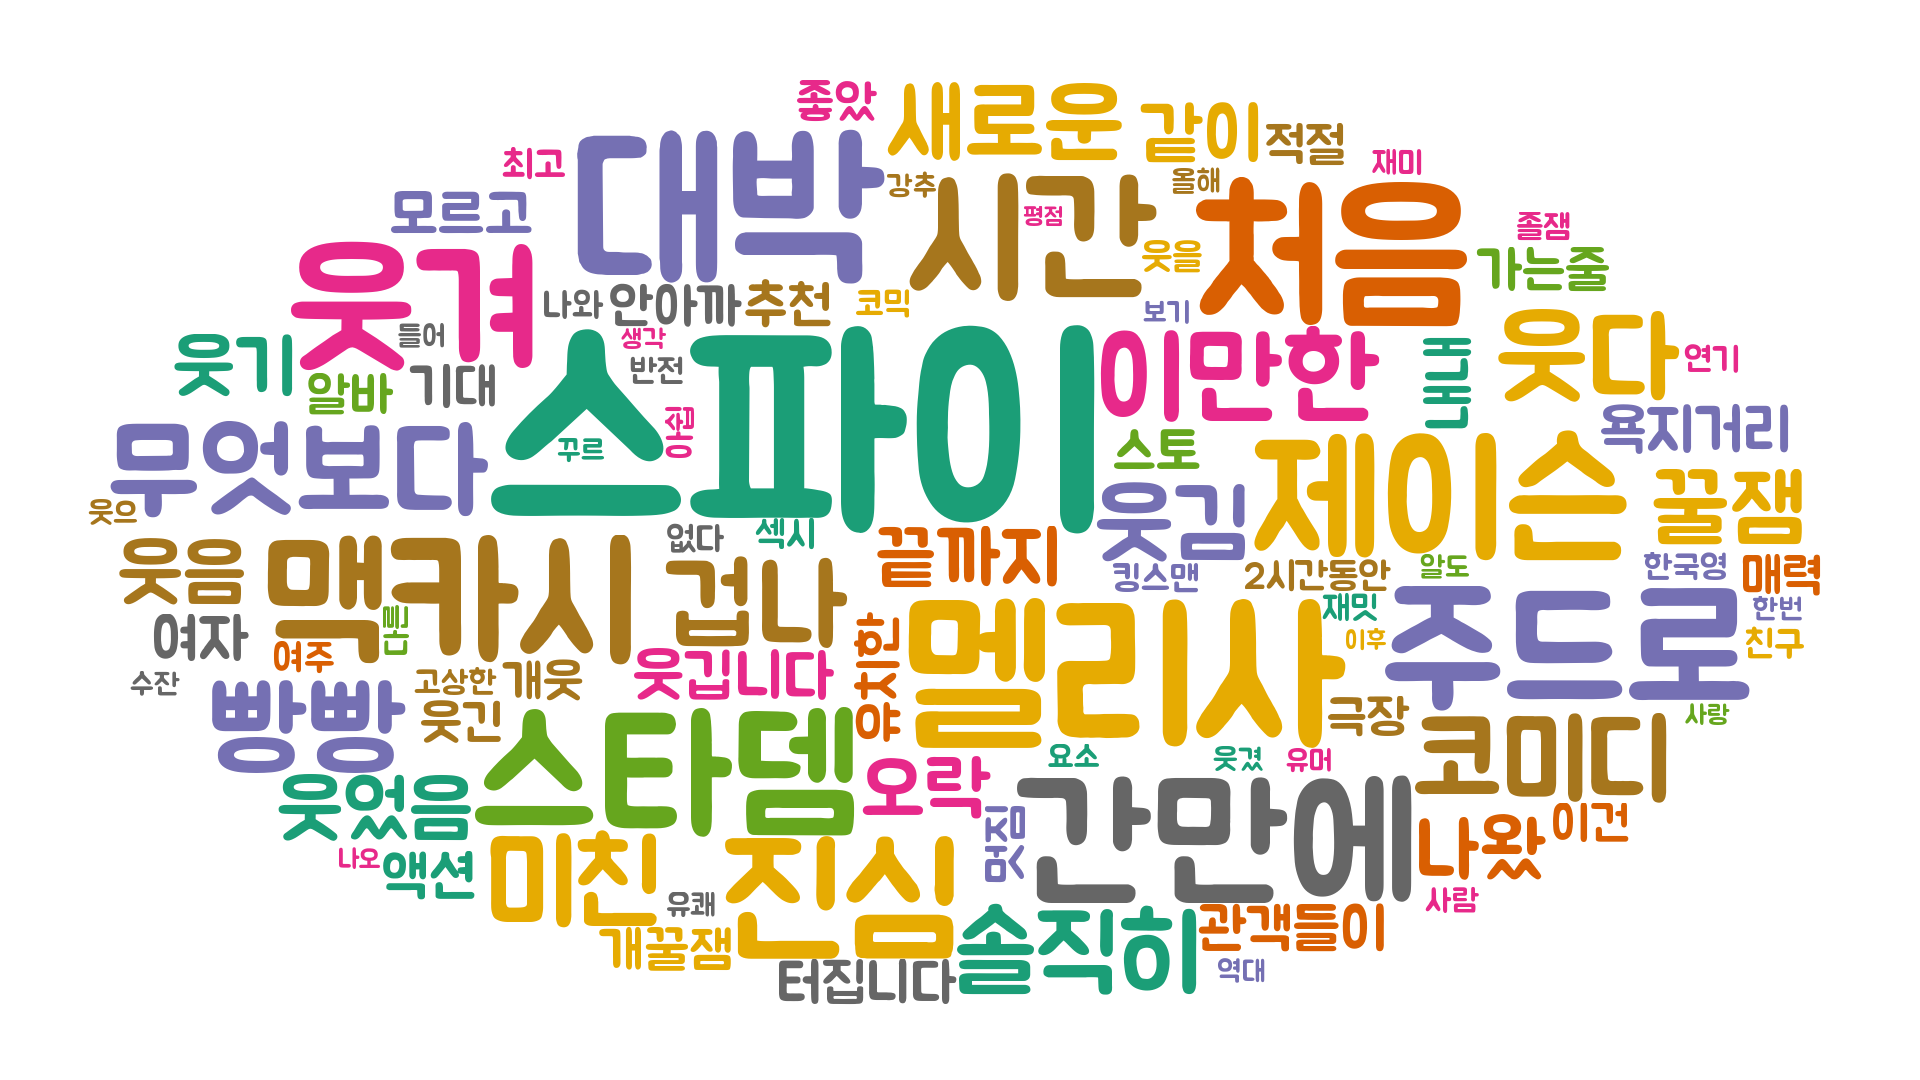 좋았
새로운
같이
적절
최고
대박
재미
강추
올해
시간
처음
모르고
평점
졸잼
웃겨
웃을
가는줄
나와
안아까
추천
코믹
보기
들어
생각
스파이
이만한
내내
웃다
연기
웃기
알바
기대
반전
욕지거리
무엇보다
꾸르
스토
제이슨
꿀잼
웃으
없다
섹시
끝까지
웃김
웃음
맥카시
겁나
킹스맨
2시간동안
알도
한국영
매력
여자
여주
재밋
한번
멜리사
주드로
이후
친구
수잔
고상한
개웃
웃깁니다
유치한
빵빵
웃긴
스타뎀
극장
사랑
코미디
오락
요소
웃겼
유머
웃었음
간만에
멋짐
나왔
이건
미친
진심
나오
액션
유쾌
사람
개꿀잼
솔직히
관객들이
터집니다
역대